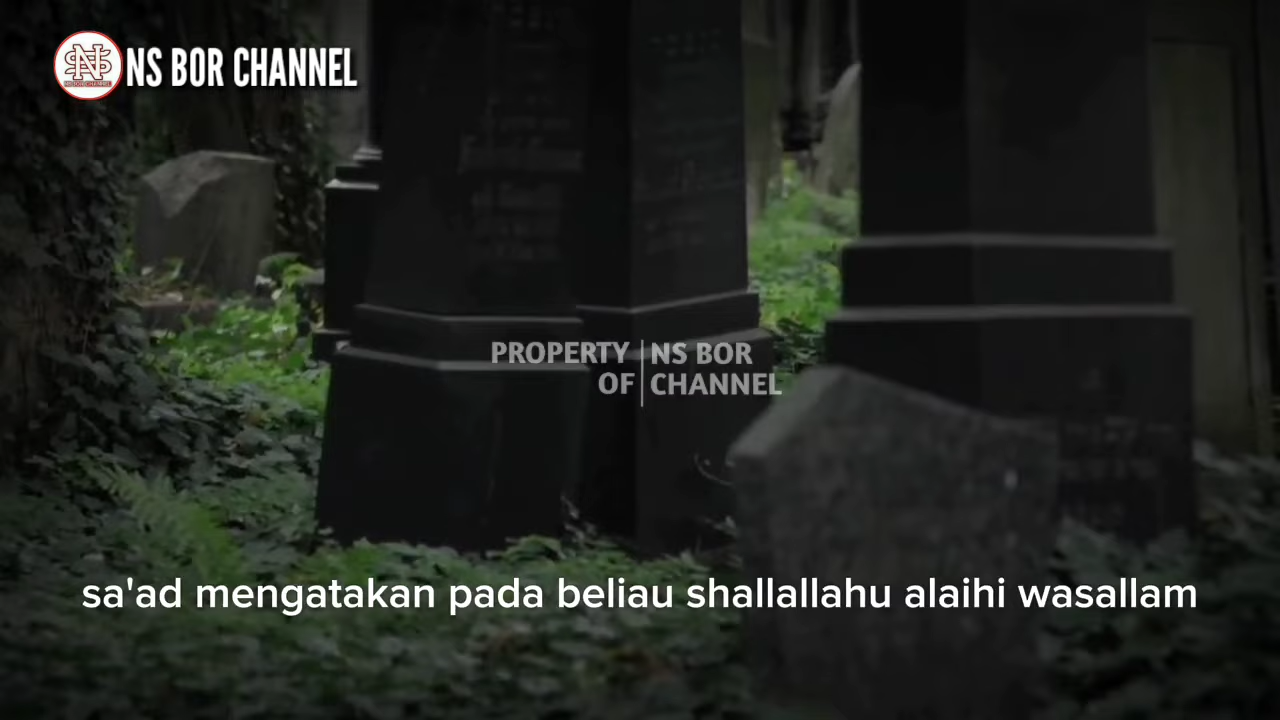 NS BOR CHANNEL
PROPERTY OF | NS BOR CHANNEL
sa'ad mengatakan pada beliau shallallahu alaihi wasallam